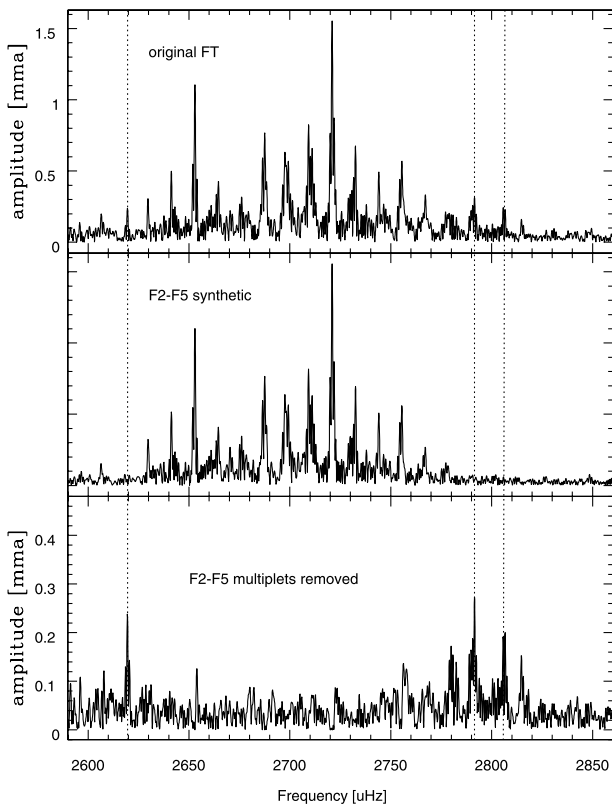 1.5
original FT
1
amplitude [mma]
0.5
0
F2-F5 synthetic
0.4
F2-F5 multiplets removed
0.3
amplitude [mma]
0.2
0.1
0
2600 2650 2700 2750 2800 2850
Frequency [uHz]